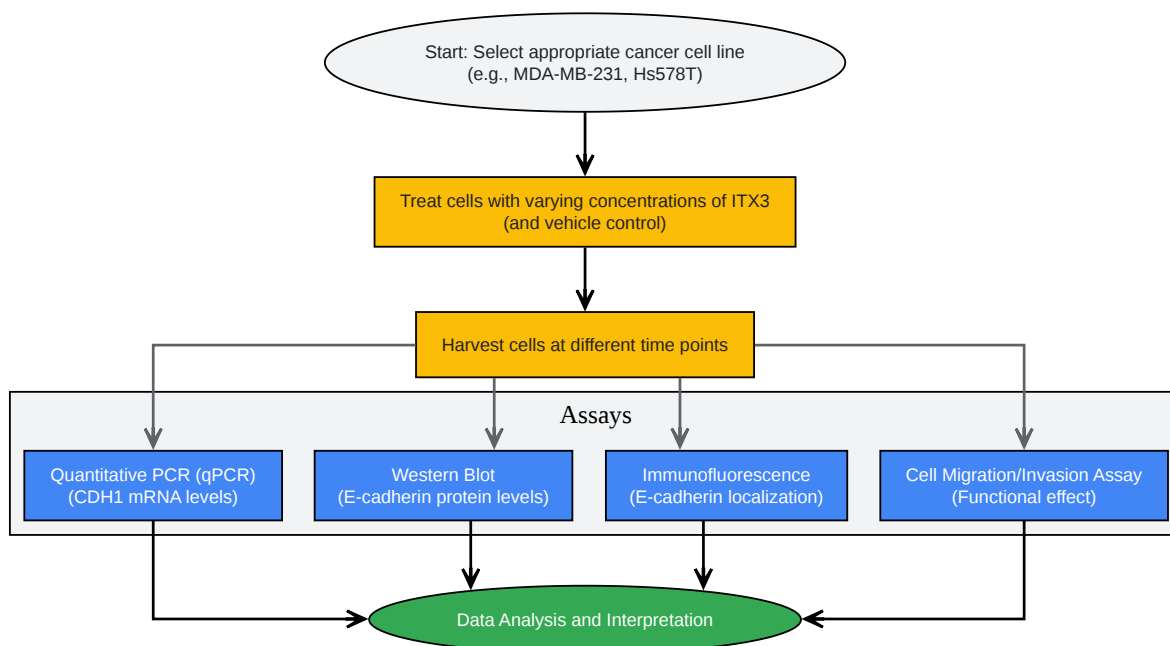 Start: Select appropriate cancer cell line
(e.g., MDA-MB-231, Hs578T)
Treat cells with varying concentrations of ITX3
(and vehicle control)
Harvest cells at different time points
Assays
Quantitative PCR (qPCR)
(CDH1 mRNA levels)
Western Blot
(E-cadherin protein levels)
Immunofluorescence
(E-cadherin localization)
Cell Migration/Invasion Assay
(Functional effect)
Data Analysis and Interpretation